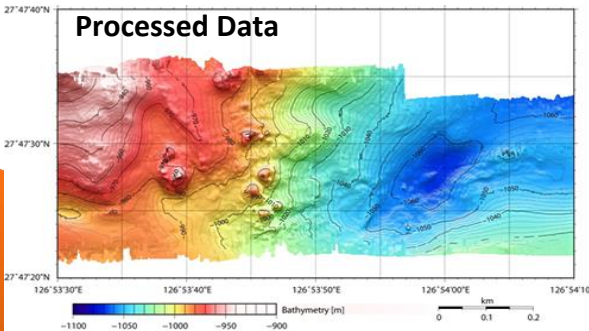 27°47'40"N
Processed Data
27°47'30"N
27°47'20"N
126°53'30"E 126°53'40"E 126°53'50"E 126°54'00"E 126°54'10"E
km
Bathymetry [m]
−1100 −1050 −1000 −950 −900
0 0.1 0.2